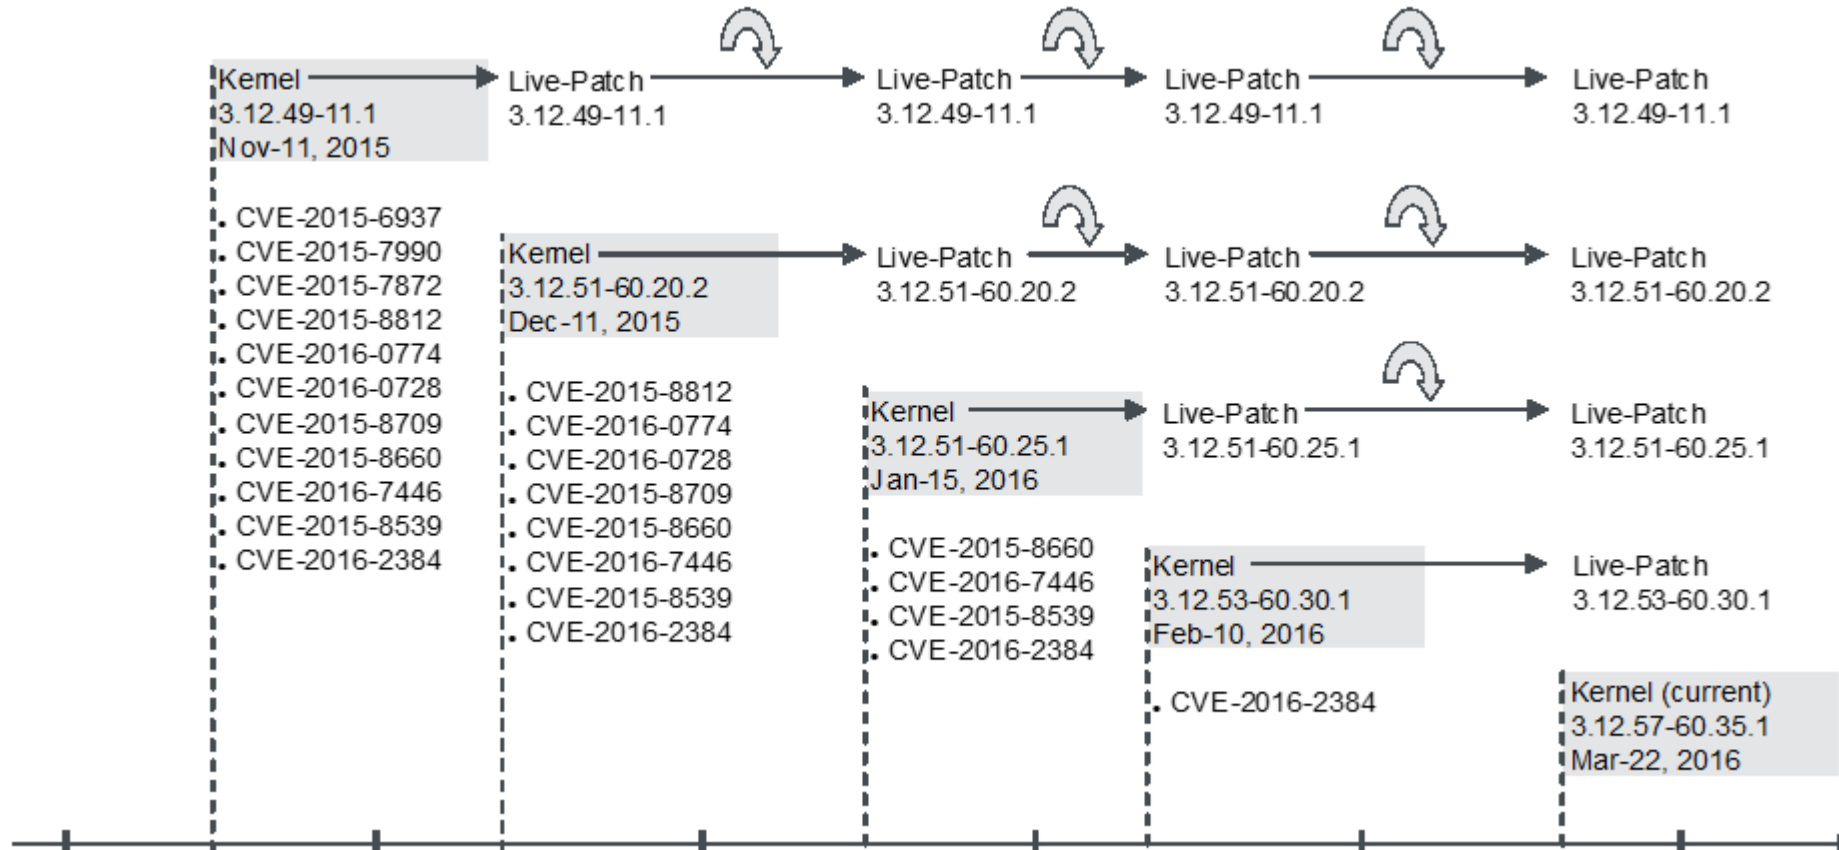 Kernel
3.12.49-11.1
Nov-11, 2015
Live-Patch
3.12.49-11.1
Live-Patch
3.12.49-11.1
Live-Patch
3.12.49-11.1
Live-Patch
3.12.49-11.1
. CVE-2015-6937
. CVE-2015-7990
. CVE-2015-7872
. CVE-2015-8812
. CVE-2016-0774
. CVE-2016-0728
. CVE-2015-8709
. CVE-2015-8660
. CVE-2016-7446
. CVE-2015-8539
. CVE-2016-2384
Kernel
3.12.51-60.20.2
Dec-11, 2015
Live-Patch
3.12.51-60.20.2
Live-Patch
3.12.51-60.20.2
Live-Patch
3.12.51-60.20.2
. CVE-2015-8812
. CVE-2016-0774
. CVE-2016-0728
. CVE-2015-8709
. CVE-2015-8660
. CVE-2016-7446
. CVE-2015-8539
. CVE-2016-2384
Kernel
3.12.51-60.25.1
Jan-15, 2016
Live-Patch
3.12.51-60.25.1
Live-Patch
3.12.51-60.25.1
. CVE-2015-8660
. CVE-2016-7446
. CVE-2015-8539
. CVE-2016-2384
Kernel
3.12.53-60.30.1
Feb-10, 2016
Live-Patch
3.12.53-60.30.1
. CVE-2016-2384
Kernel (current)
3.12.57-60.35.1
Mar-22, 2016